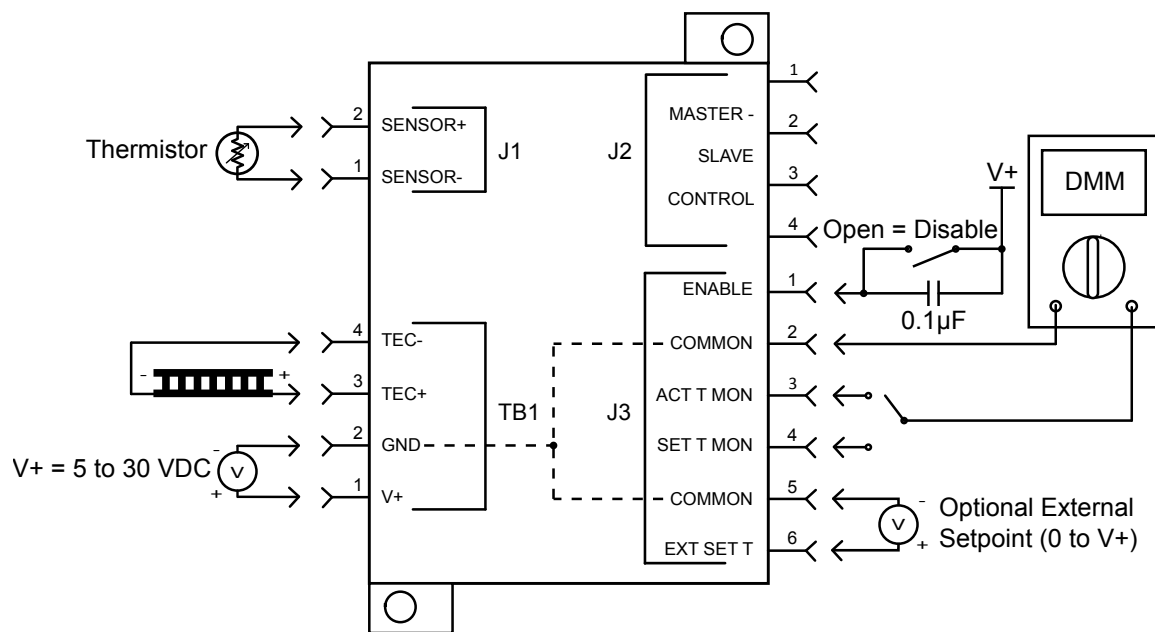 Thermistor
2
SENSOR+
1
SENSOR-
J1
J2
1
MASTER -
2
SLAVE
3
CONTROL
4
V+
DMM
Open = Disable
0.1µF
ENABLE
1
COMMON
2
ACT T MON
3
J3
SET T MON
4
COMMON
5
EXT SET T
6
4
TEC-
- +
3
TEC+
TB1
2
GND
V+ = 5 to 30 VDC
-
V
+
1
V+
-
V
+
Optional External
Setpoint (0 to V+)